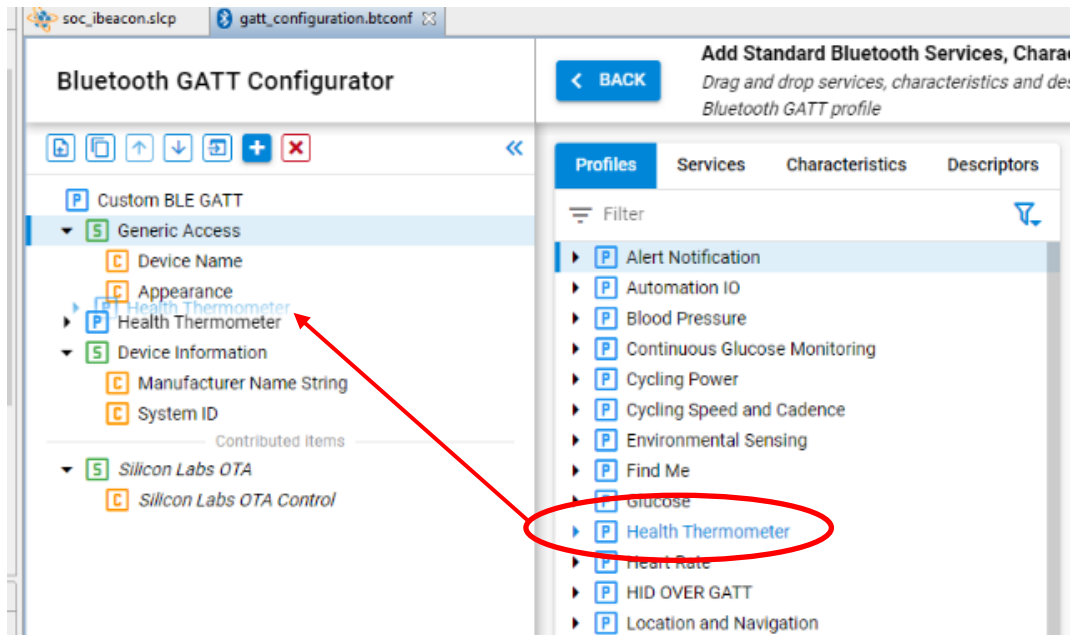 soc_ibeacon.slcp
gatt_configuration.btconf
Bluetooth GATT Configurator
P Custom BLE GATT
S Generic Access
C Device Name
C Appearance
P Health Thermometer
P Health Thermometer
S Device Information
C Manufacturer Name String
C System ID
Contributed items
S Silicon Labs OTA
C Silicon Labs OTA Control
BACK
Add Standard Bluetooth Services, Charac
Drag and drop services, characteristics and des
Bluetooth GATT profile
Profiles Services Characteristics Descriptors
Filter
P Alert Notification
P Automation IO
P Blood Pressure
P Continuous Glucose Monitoring
P Cycling Power
P Cycling Speed and Cadence
P Environmental Sensing
P Find Me
P Glucose
P Health Thermometer
P Heart Rate
P HID OVER GATT
P Location and Navigation